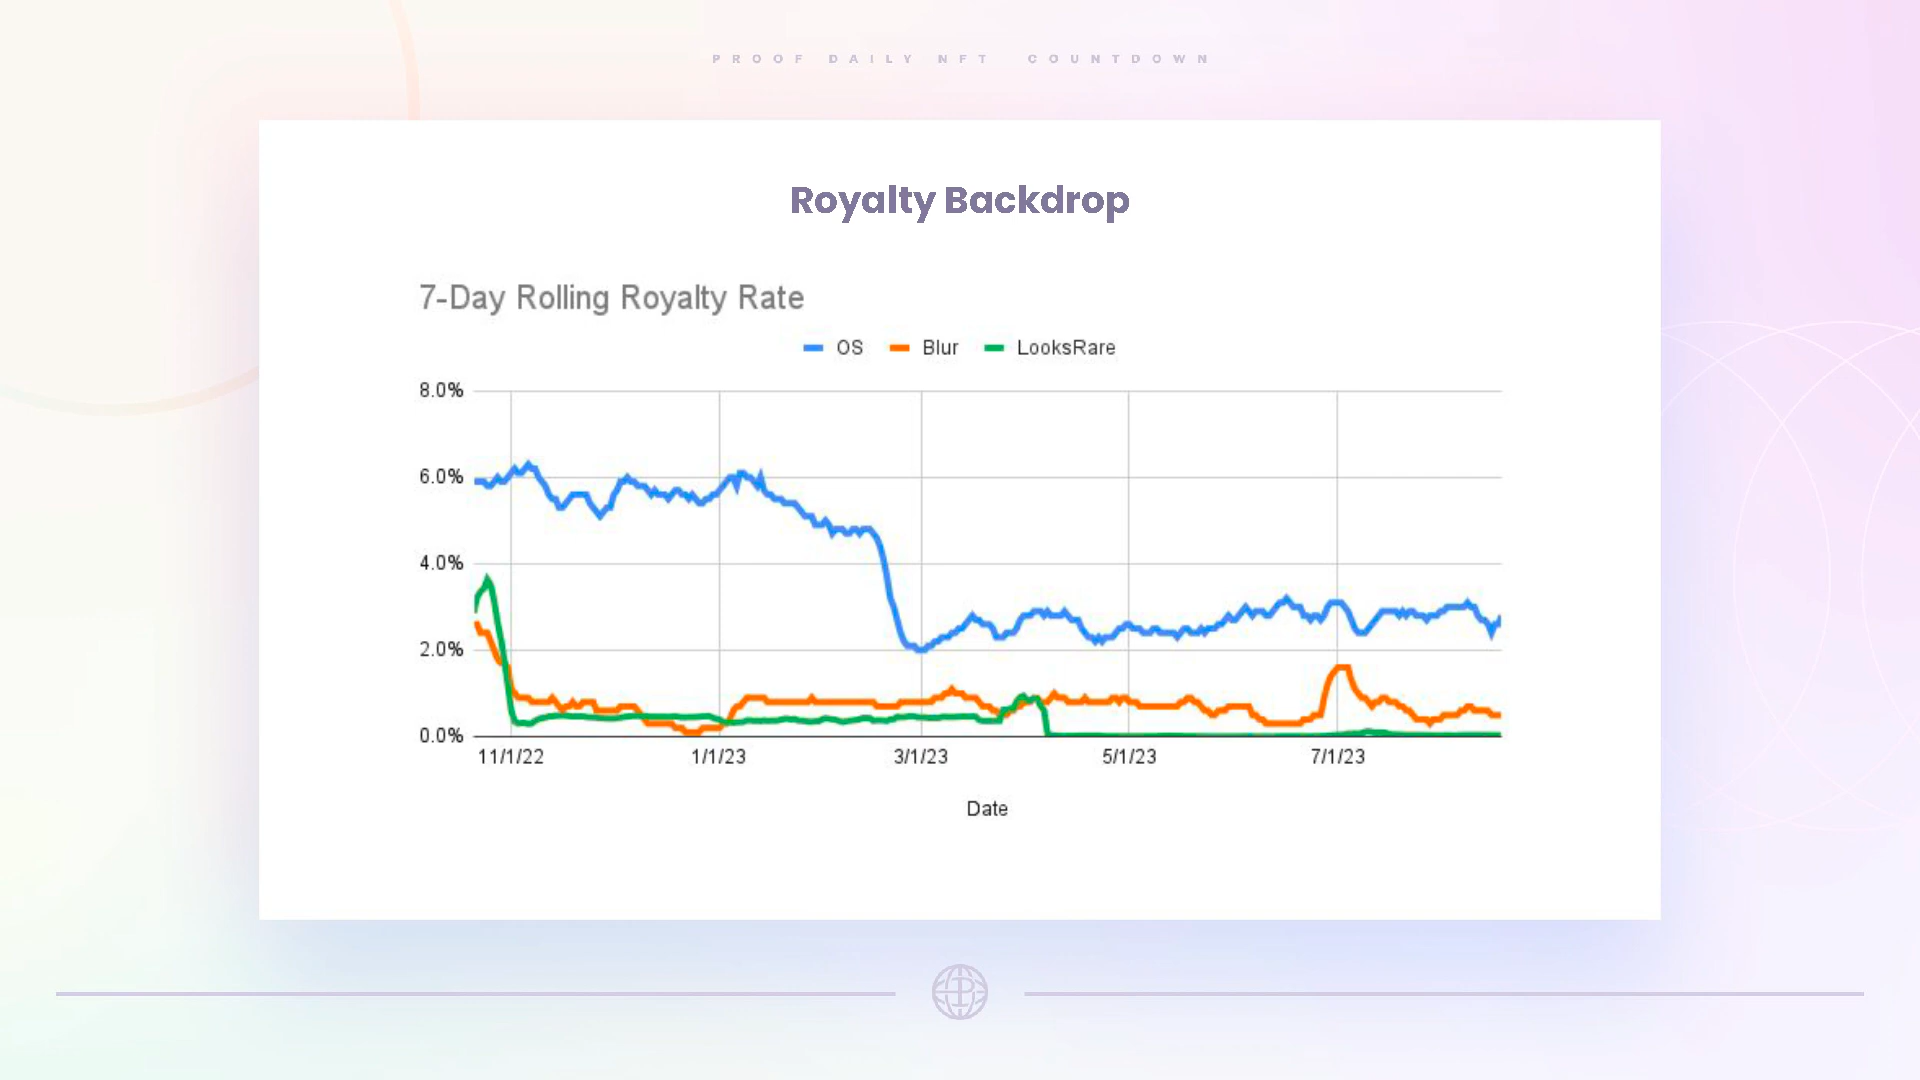 PROOF DAILY NFT COUNTDOWN
Royalty Backdrop
7-Day Rolling Royalty Rate
OS Blur LooksRare
8.0%
6.0%
4.0%
2.0%
0.0%
11/1/22 1/1/23 3/1/23 5/1/23 7/1/23
Date